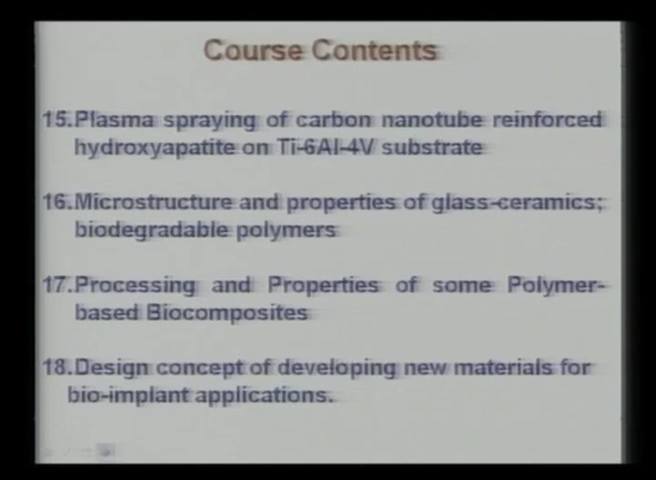 Course Contents
15.Plasma spraying of carbon nanotube reinforced
hydroxyapatite on Ti-6Al-4V substrate
16.Microstructure and properties of glass-ceramics;
biodegradable polymers
17.Processing and Properties of some Polymer-
based Biocomposites
18.Design concept of developing new materials for
bio-implant applications.